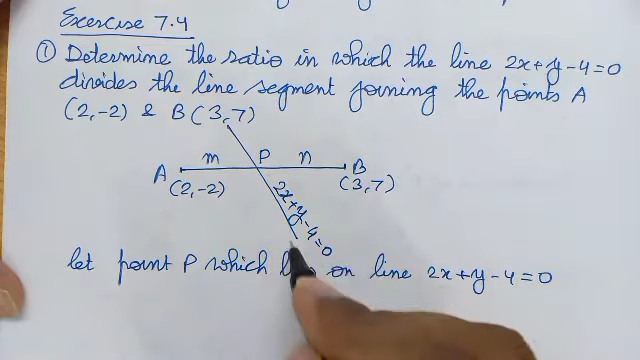 Exercise 7.4
① Determine the ratio in which the line 2x+y-4=0
divides the line segment joining the points A
(2,-2) & B(3,7)
m P n
A B
(2,-2) (3,7)
2x+y-4=0
let point P which on line 2x+y-4=0